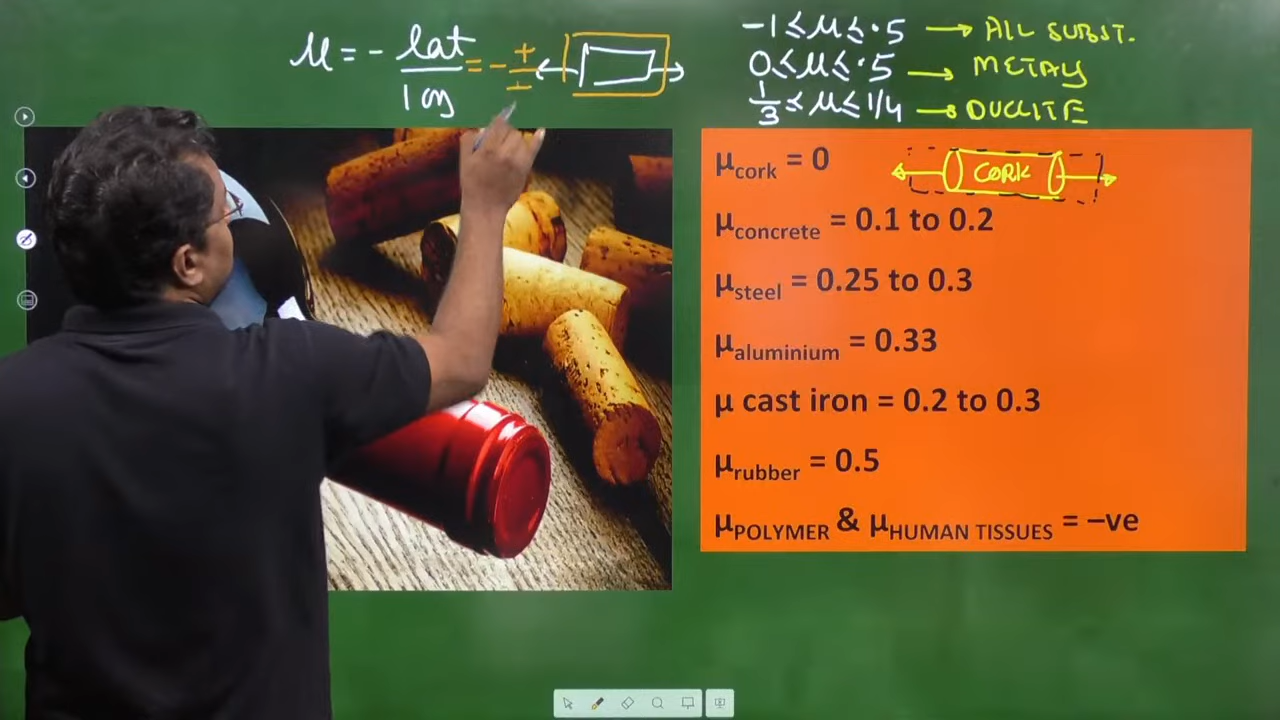 μ = - lat/lon = - +/+
-1 ≤ μ ≤ .5 → ALL SUBST.
0 ≤ μ ≤ .5 → METALS
1/3 ≤ μ ≤ 1/4 → DUCLITE
μcork = 0
CORK
μconcrete = 0.1 to 0.2
μsteel = 0.25 to 0.3
μaluminium = 0.33
μ cast iron = 0.2 to 0.3
μrubber = 0.5
μPOLYMER & μHUMAN TISSUES = –ve